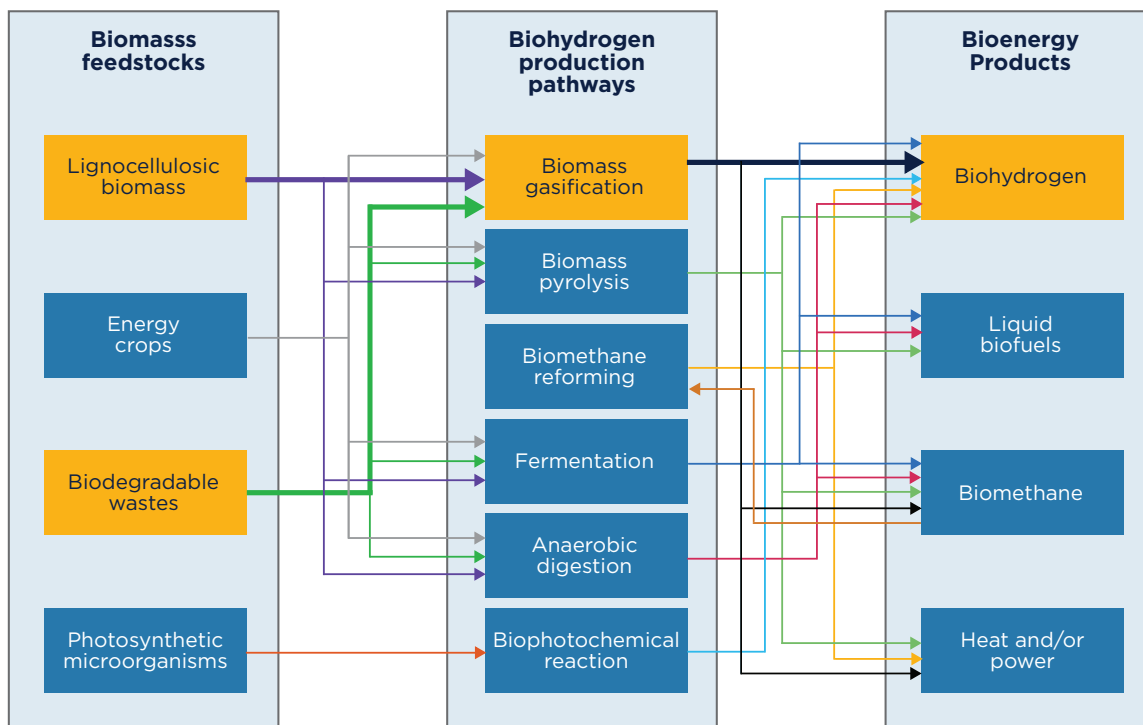 Biomasss
feedstocks
Lignocellulosic
biomass
Energy
crops
Biodegradable
wastes
Photosynthetic
microorganisms
Biohydrogen
production
pathways
Biomass
gasification
Biomass
pyrolysis
Biomethane
reforming
Fermentation
Anaerobic
digestion
Biophotochemical
reaction
Bioenergy
Products
Biohydrogen
Liquid
biofuels
Biomethane
Heat and/or
power